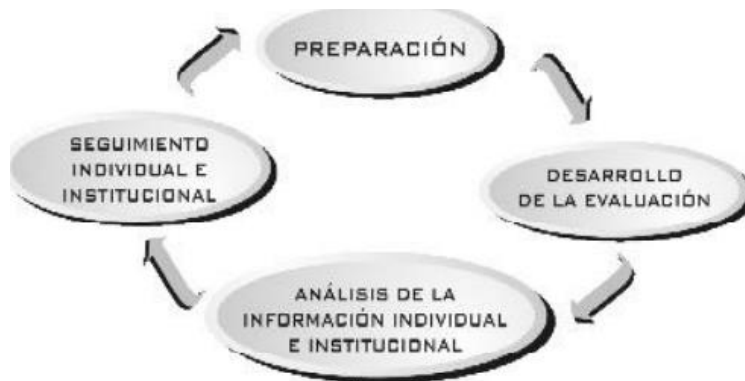 PREPARACIÓN
DESARROLLO
DE LA EVALUACIÓN
ANÁLISIS DE LA
INFORMACIÓN INDIVIDUAL
E INSTITUCIONAL
SEGUIMIENTO
INDIVIDUAL E
INSTITUCIONAL